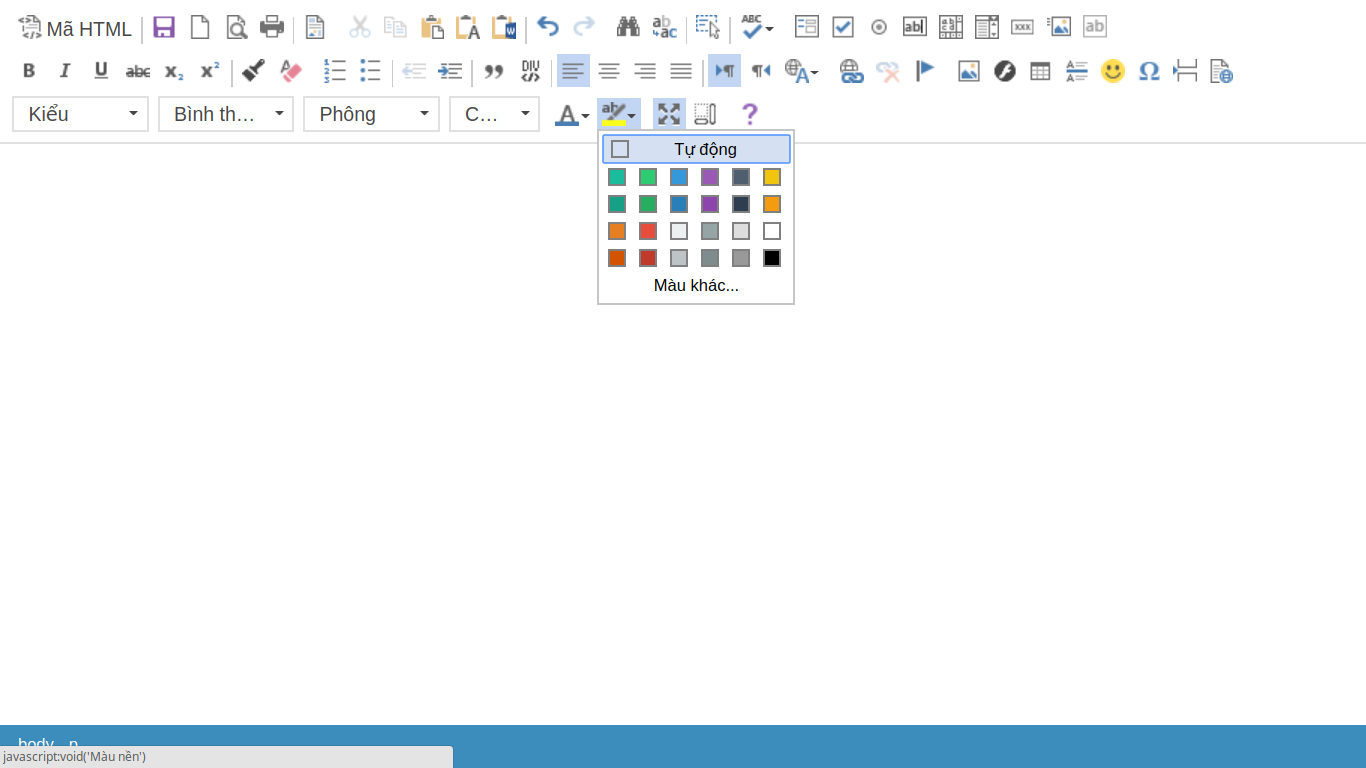 Mã HTML
Kiểu
Bình th...
Phông
C...
Tự động
Màu khác...
body p
javascript:void('Màu nền')